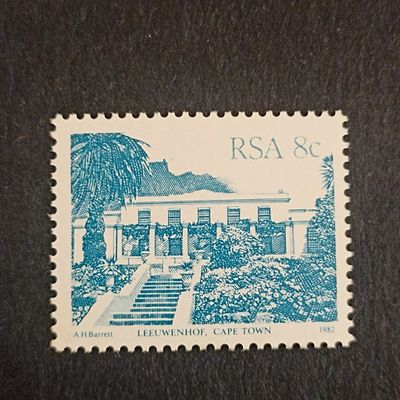 RSA 8c
A H Barrett LEEUWENHOF, CAPE TOWN 1982